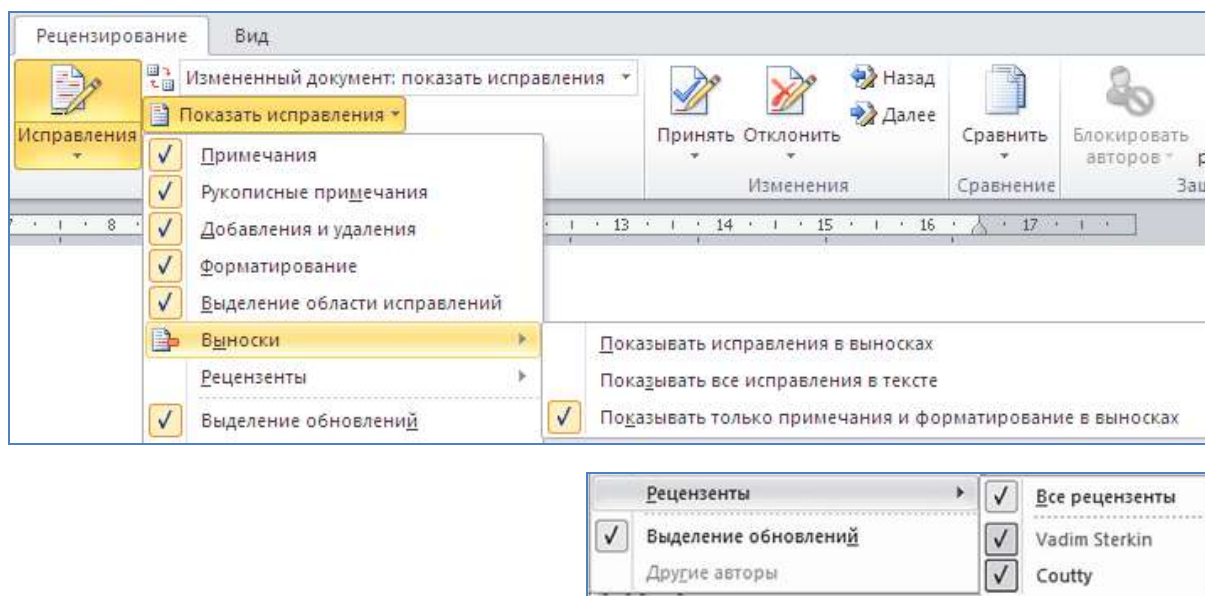 Рецензирование Вид
Измененный документ: показать исправления
Показать исправления
Исправления
Принять Отклонить
Назад
Далее
Изменения
Сравнить
Сравнение
Блокировать
авторов
Примечания
Рукописные примечания
Добавления и удаления
Форматирование
Выделение области исправлений
Выноски
Рецензенты
Выделение обновлений
8 13 14 15 16 17
Показывать исправления в выносках
Показывать все исправления в тексте
Показывать только примечания и форматирование в выносках
Рецензенты
Выделение обновлений
Другие авторы
Все рецензенты
Vadim Sterkin
Coutty